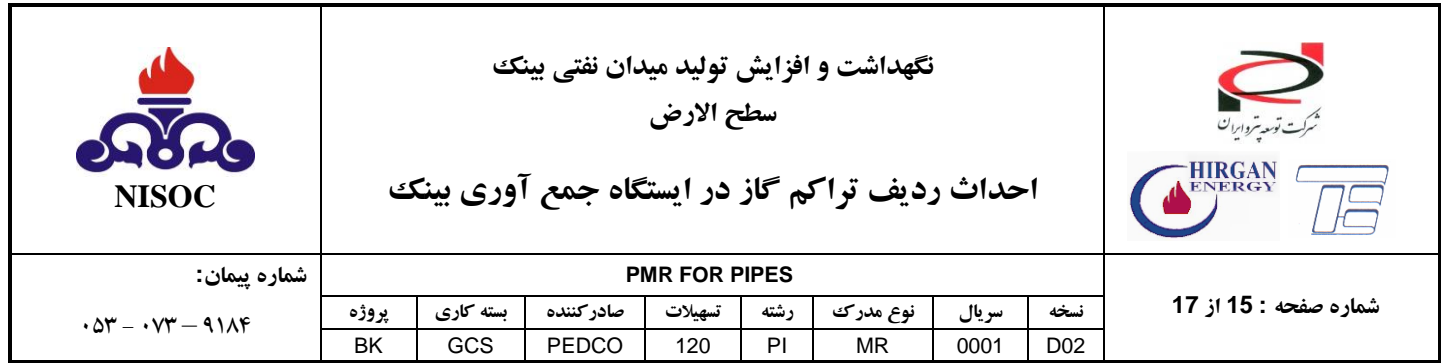 نگهداشت و افزایش تولید میدان نفتی بینک
سطح الارض
احداث ردیف تراکم گاز در ایستگاه جمع آوری بینک
شرکت توسعه پترو ایران
HIRGAN
ENERGY
NISOC
شماره پیمان:
۰۵۳ – ۰۷۳ – ۹۱۸۴
PMR FOR PIPES
شماره صفحه : 15 از 17
نسخه سریال نوع مدرک رشته تسهیلات صادرکننده بسته کاری پروژه
BK GCS PEDCO 120 PI MR 0001 D02